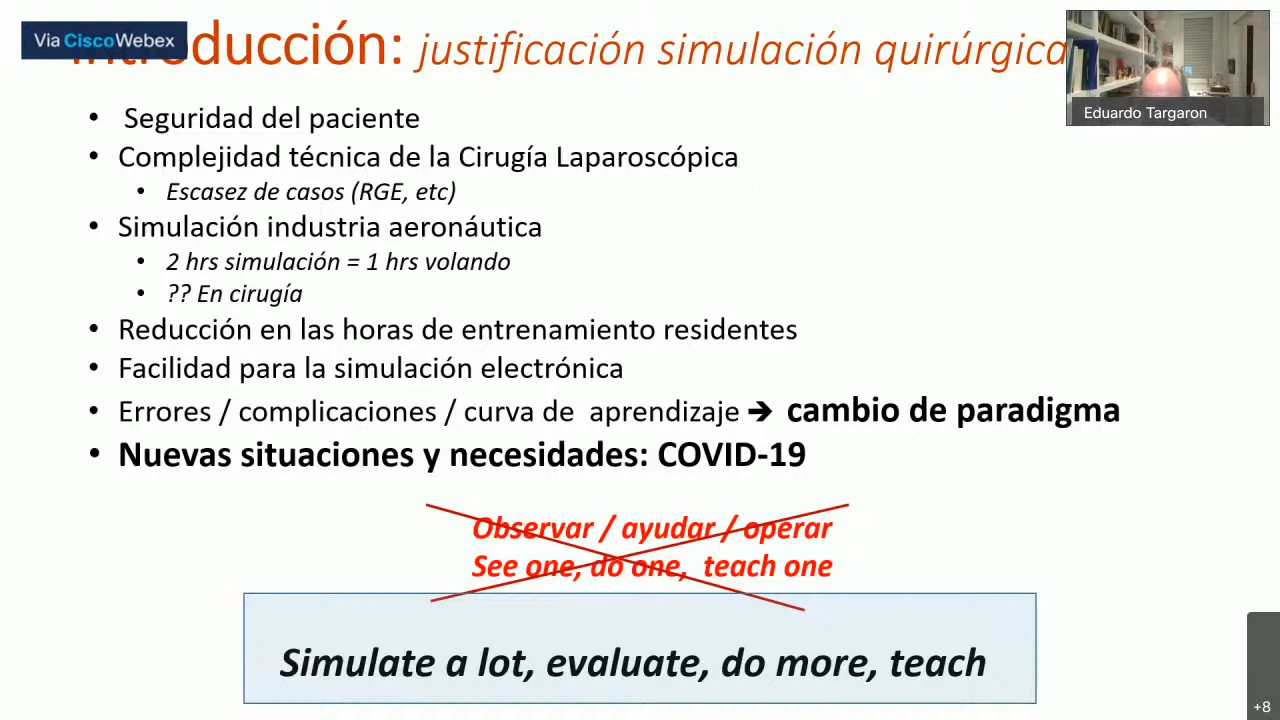 Via CiscoWebex
ducción: justificación simulación quirúrgica
Eduardo Targaron
• Seguridad del paciente
• Complejidad técnica de la Cirugía Laparoscópica
• Escasez de casos (RGE, etc)
• Simulación industria aeronáutica
• 2 hrs simulación = 1 hrs volando
• ?? En cirugía
• Reducción en las horas de entrenamiento residentes
• Facilidad para la simulación electrónica
• Errores / complicaciones / curva de aprendizaje ➔ cambio de paradigma
• Nuevas situaciones y necesidades: COVID-19
Observar / ayudar / operar
See one, do one, teach one
Simulate a lot, evaluate, do more, teach
+8